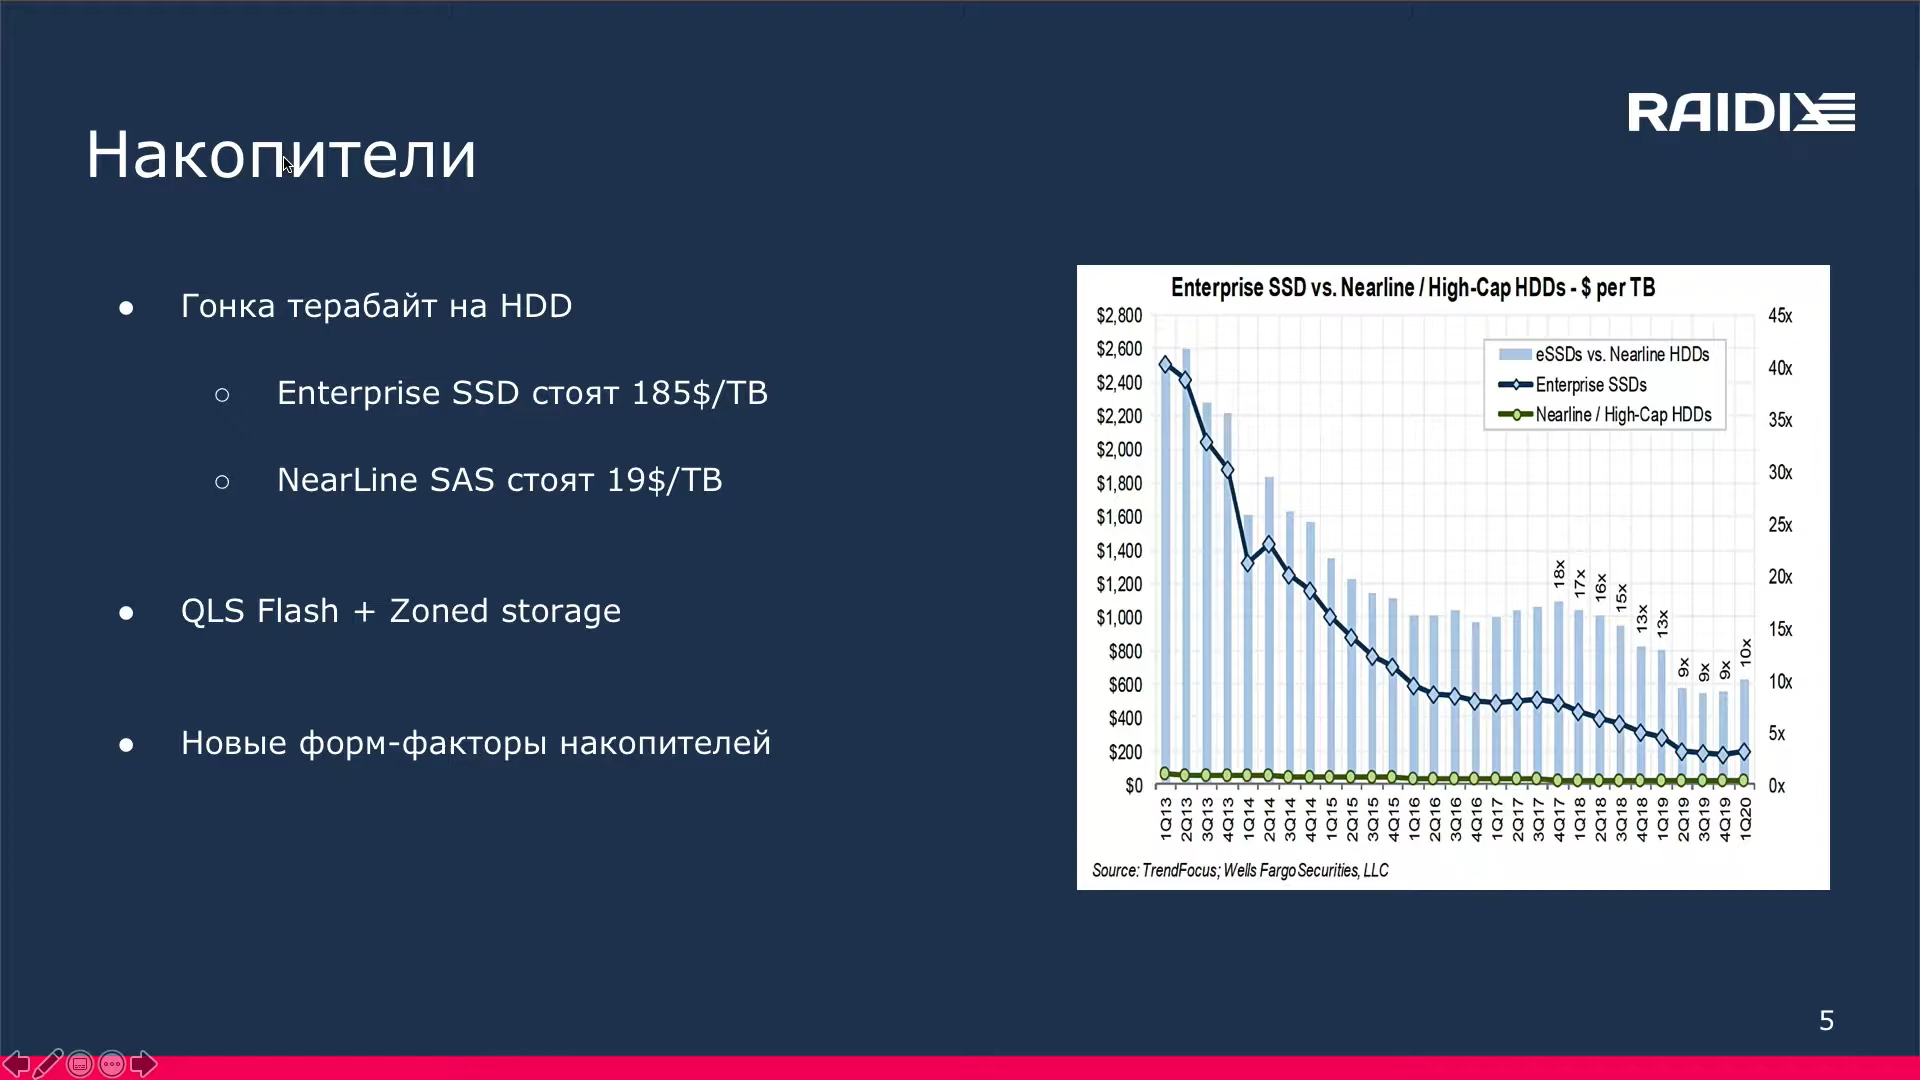 RAIDIX
Накопители
● Гонка терабайт на HDD
○ Enterprise SSD стоят 185$/TB
○ NearLine SAS стоят 19$/TB
● QLS Flash + Zoned storage
● Новые форм-факторы накопителей
Enterprise SSD vs. Nearline / High-Cap HDDs - $ per TB
$2,800
$2,600
$2,400
$2,200
$2,000
$1,800
$1,600
$1,400
$1,200
$1,000
$800
$600
$400
$200
$0
45x
40x
35x
30x
25x
20x
15x
10x
5x
0x
eSSDs vs. Nearline HDDs
Enterprise SSDs
Nearline / High-Cap HDDs
18x 17x 16x 15x 13x 13x 9x 9x 9x 10x
1Q13 2Q13 3Q13 4Q13 1Q14 2Q14 3Q14 4Q14 1Q15 2Q15 3Q15 4Q15 1Q16 2Q16 3Q16 4Q16 1Q17 2Q17 3Q17 4Q17 1Q18 2Q18 3Q18 4Q18 1Q19 2Q19 3Q19 4Q19 1Q20
Source: TrendFocus; Wells Fargo Securities, LLC
5